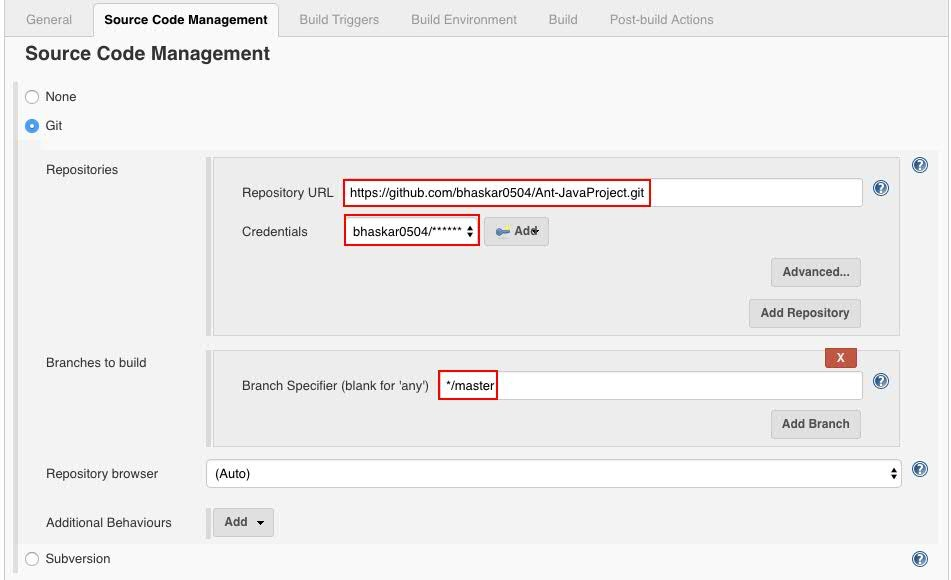 General Source Code Management Build Triggers Build Environment Build Post-build Actions
Source Code Management
None
Git
Repositories
Repository URL https://github.com/bhaskar0504/Ant-JavaProject.git
Credentials bhaskar0504/****** Add
Advanced...
Add Repository
Branches to build
X
Branch Specifier (blank for 'any') */master
Add Branch
Repository browser (Auto)
Additional Behaviours Add
Subversion